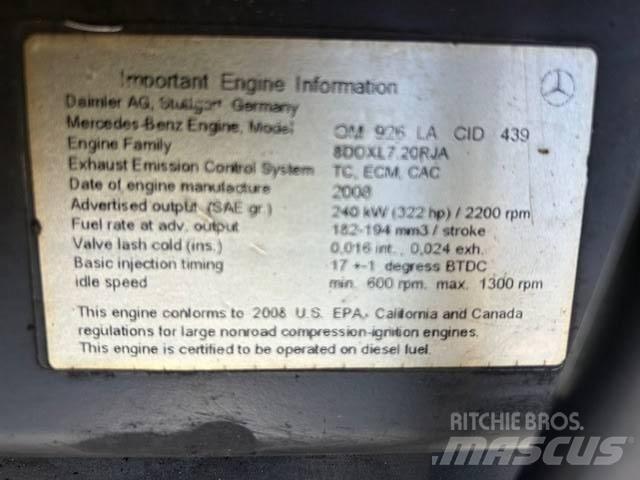 Important Engine Information
Daimler AG, Stuttgart Germany
Mercedes-Benz Engine, Model OM 926 LA CID 439
Engine Family 8DDXL7.20RJA
Exhaust Emission Control System TC, ECM, CAC
Date of engine manufacture 2008
Advertised output (SAE gr.) 240 kW (322 hp) / 2200 rpm
Fuel rate at adv. output 182-194 mm3 / stroke
Valve lash cold (ins.) 0,016 int., 0,024 exh.
Basic injection timing 17 +-1 degress BTDC
idle speed min. 600 rpm. max. 1300 rpm
This engine conforms to 2008 U.S. EPA, California and Canada
regulations for large nonroad compression-ignition engines.
This engine is certified to be operated on diesel fuel.
RITCHIE BROS.
MASCUS